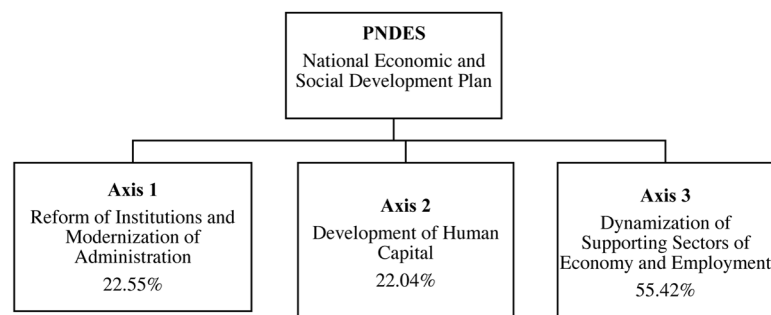 PNDES
National Economic and
Social Development Plan
Axis 1
Reform of Institutions and
Modernization of
Administration
22.55%
Axis 2
Development of Human
Capital
22.04%
Axis 3
Dynamization of
Supporting Sectors of
Economy and Employment
55.42%